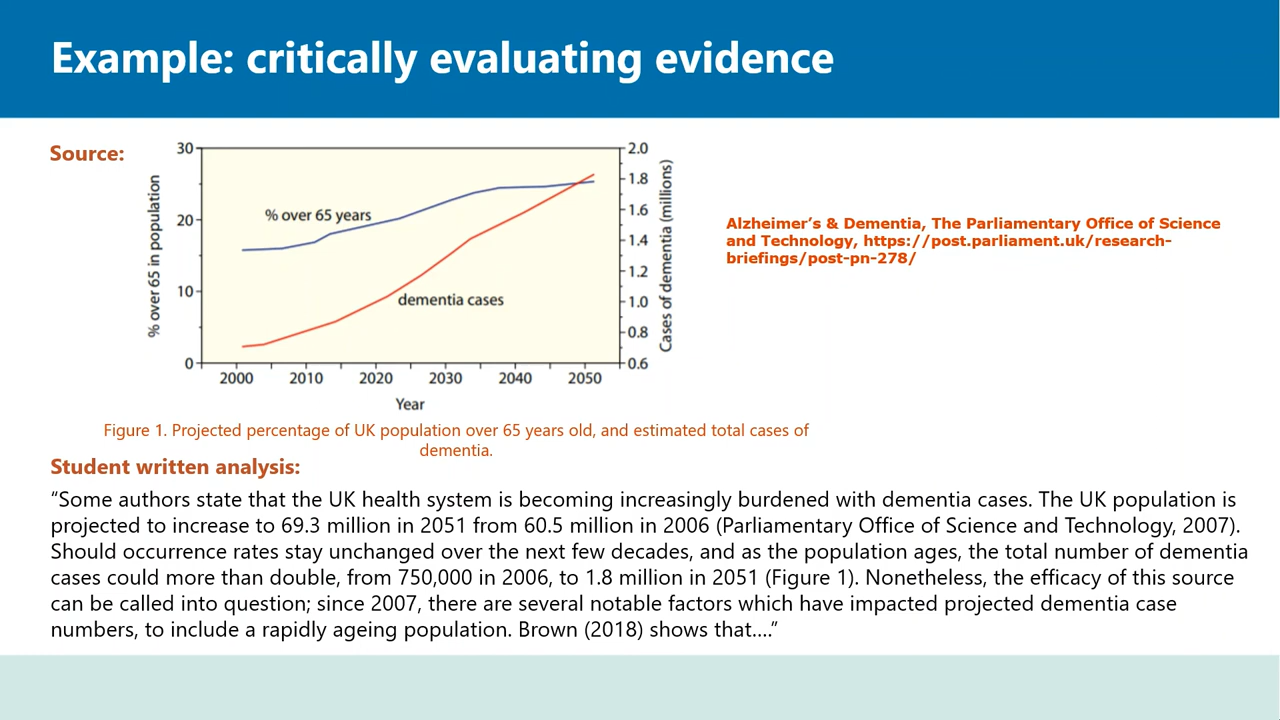 Example: critically evaluating evidence
Source:
30
20
10
0
% over 65 in population
% over 65 years
dementia cases
2.0
1.8
1.6
1.4
1.2
1.0
0.8
0.6
Cases of dementia (millions)
2000 2010 2020 2030 2040 2050
Year
Alzheimer’s & Dementia, The Parliamentary Office of Science
and Technology, https://post.parliament.uk/research-
briefings/post-pn-278/
Figure 1. Projected percentage of UK population over 65 years old, and estimated total cases of
dementia.
Student written analysis:
“Some authors state that the UK health system is becoming increasingly burdened with dementia cases. The UK population is
projected to increase to 69.3 million in 2051 from 60.5 million in 2006 (Parliamentary Office of Science and Technology, 2007).
Should occurrence rates stay unchanged over the next few decades, and as the population ages, the total number of dementia
cases could more than double, from 750,000 in 2006, to 1.8 million in 2051 (Figure 1). Nonetheless, the efficacy of this source
can be called into question; since 2007, there are several notable factors which have impacted projected dementia case
numbers, to include a rapidly ageing population. Brown (2018) shows that....”